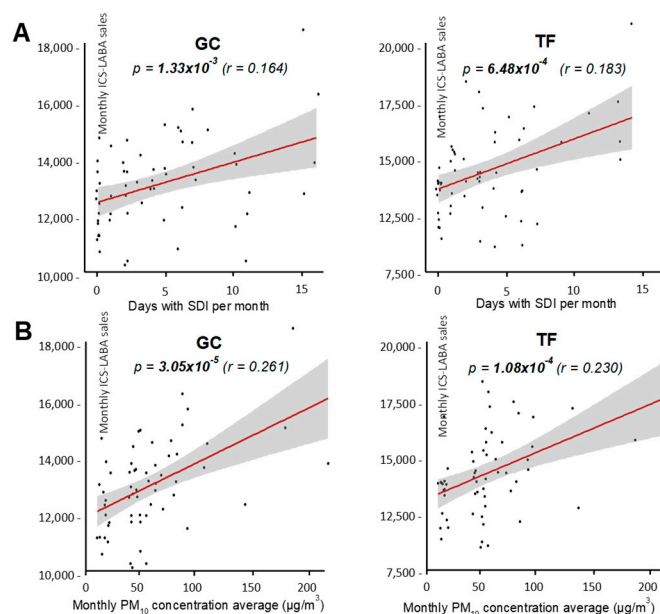 A
GC
TF
p = 1.33x10-3 (r = 0.164)
p = 6.48x10-4 (r = 0.183)
Monthly ICS-LABA sales
Monthly ICS-LABA sales
18,000 -
16,000 -
14,000 -
12,000 -
10,000 -
20,000 -
17,500 -
15,000 -
12,500 -
7,500 -
0 5 10 15
0 5 10 15
Days with SDI per month
Days with SDI per month
B
GC
TF
p = 3.05x10-5 (r = 0.261)
p = 1.08x10-4 (r = 0.230)
Monthly ICS-LABA sales
Monthly ICS-LABA sales
18,000 -
16,000 -
14,000 -
12,000 -
10,000 -
20,000 -
17,500 -
15,000 -
12,500 -
7,500 -
0 50 100 150 200
0 50 100 150 200
Monthly PM10 concentration average (µg/m3)
Monthly PM10 concentration average (µg/m3)